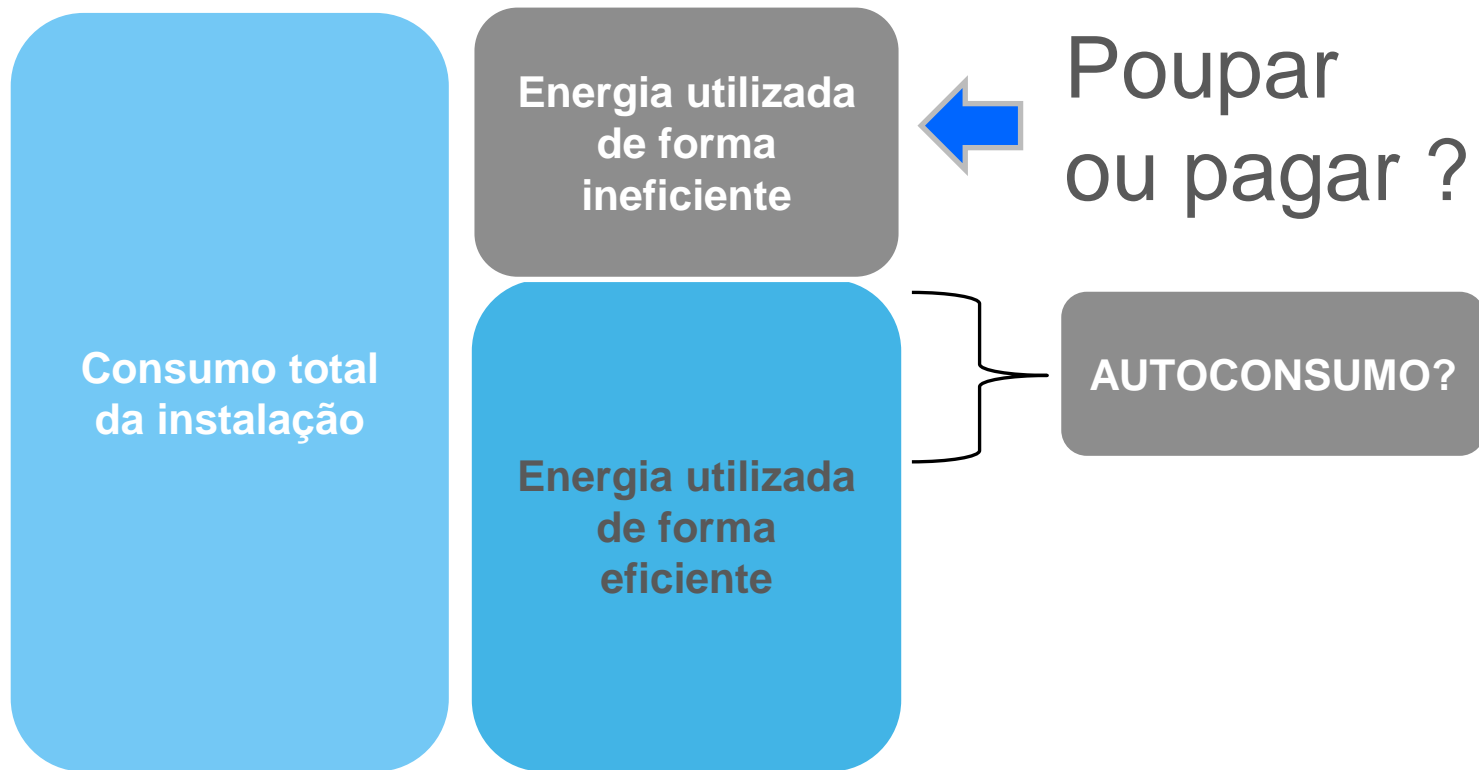 Consumo total
da instalação
Energia utilizada
de forma
ineficiente
Poupar
ou pagar ?
Energia utilizada
de forma
eficiente
AUTOCONSUMO?